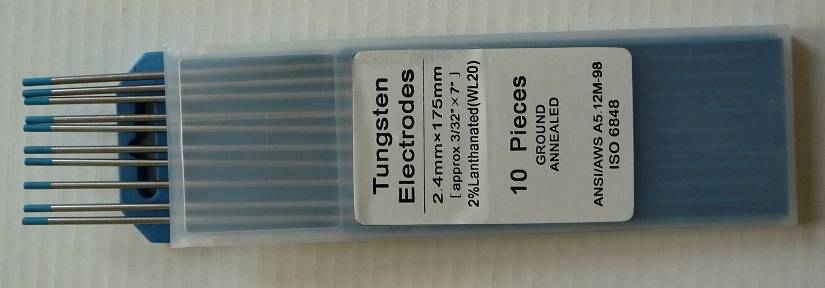 Tungsten
Electrodes
2.4mm×175mm
[ approx 3/32" × 7" ]
2%Lanthanated(WL20)
10 Pieces
GROUND
ANNEALED
ANSI/AWS A5.12M-98
ISO 6848